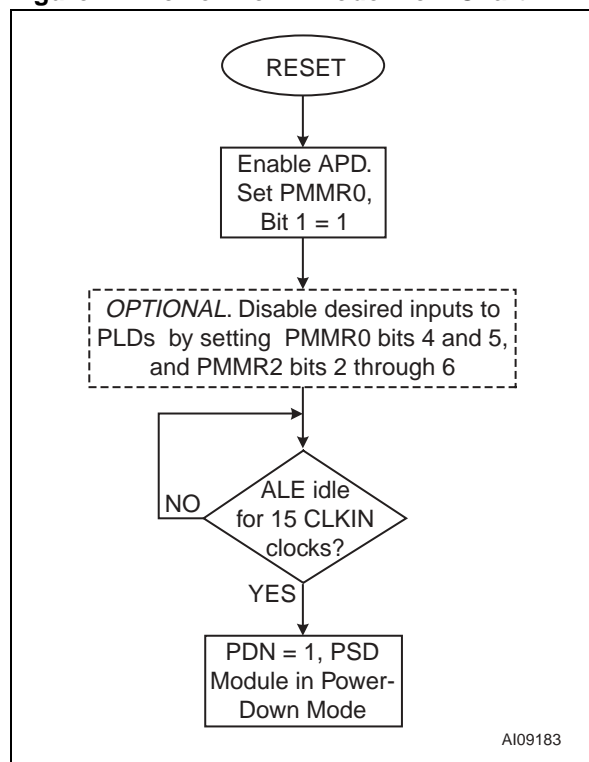 RESET
Enable APD.
Set PMMR0,
Bit 1 = 1
OPTIONAL. Disable desired inputs to
PLDs by setting PMMR0 bits 4 and 5,
and PMMR2 bits 2 through 6
NO
ALE idle
for 15 CLKIN
clocks?
YES
PDN = 1, PSD
Module in Power-
Down Mode
AI09183